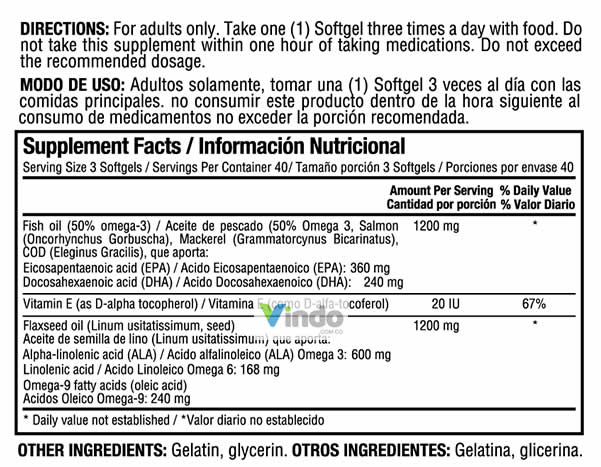 DIRECTIONS: For adults only. Take one (1) Softgel three times a day with food. Do
not take this supplement within one hour of taking medications. Do not exceed
the recommended dosage.
MODO DE USO: Adultos solamente, tomar una (1) Softgel 3 veces al día con las
comidas principales. no consumir este producto dentro de la hora siguiente al
consumo de medicamentos no exceder la porción recomendada.
Supplement Facts / Información Nutricional
Serving Size 3 Softgels / Servings Per Container 40/ Tamaño porción 3 Softgels / Porciones por envase 40
Amount Per Serving % Daily Value
Cantidad por porción % Valor Diario
Fish oil (50% omega-3) / Aceite de pescado (50% Omega 3, Salmon 1200 mg *
(Oncorhynchus Gorbuscha), Mackerel (Grammatorcynus Bicarinatus),
COD (Eleginus Gracilis), que aporta:
Eicosapentaenoic acid (EPA) / Acido Eicosapentaenoico (EPA): 360 mg
Docosahexaenoic acid (DHA) / Acido Docosahexaenoico (DHA): 240 mg
Vitamin E (as D-alpha tocopherol) / Vitamina E (como D-alfa-tocoferol) 20 IU 67%
Vindo
.COM.CO
Flaxseed oil (Linum usitatissimum, seed) 1200 mg *
Aceite de semilla de lino (Linum usitatissimum) que aporta:
Alpha-linolenic acid (ALA) / Acido alfalinoleico (ALA) Omega 3: 600 mg
Linolenic acid / Acido Linoleico Omega 6: 168 mg
Omega-9 fatty acids (oleic acid)
Acidos Oleico Omega-9: 240 mg
* Daily value not established / *Valor diario no establecido
OTHER INGREDIENTS: Gelatin, glycerin. OTROS INGREDIENTES: Gelatina, glicerina.